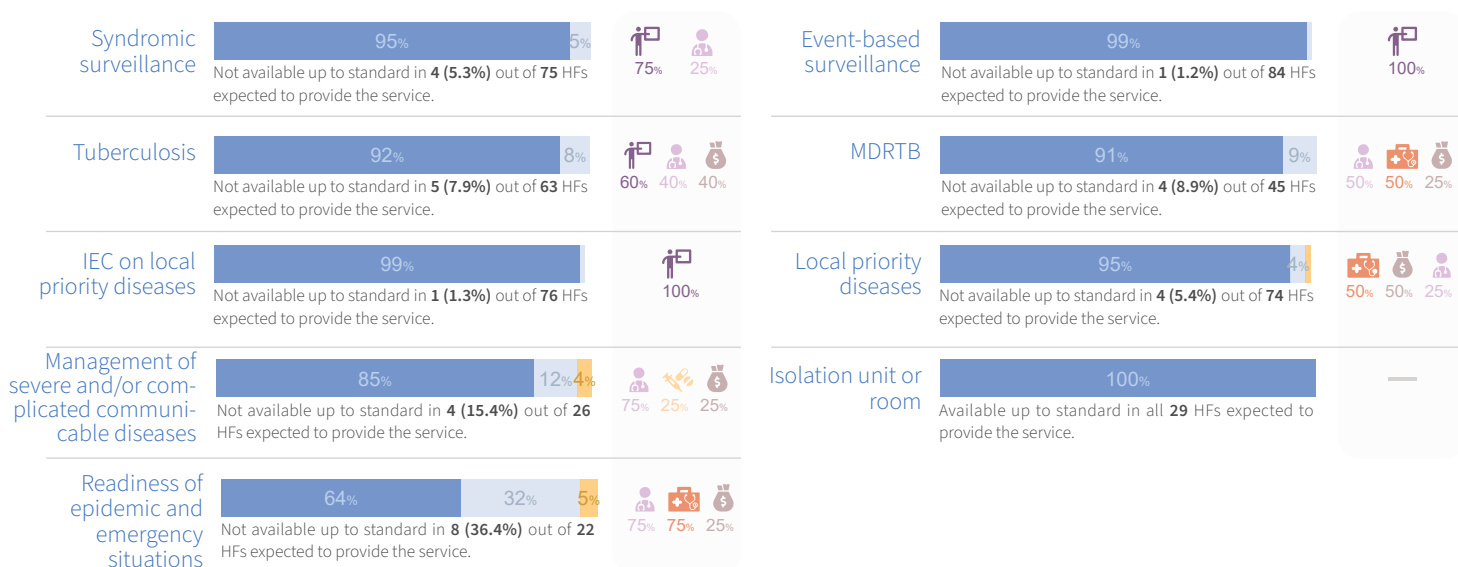 Syndromic
surveillance
95%
5%
Not available up to standard in 4 (5.3%) out of 75 HFs
expected to provide the service.
75%
25%
Event-based
surveillance
99%
Not available up to standard in 1 (1.2%) out of 84 HFs
expected to provide the service.
100%
Tuberculosis
92%
8%
Not available up to standard in 5 (7.9%) out of 63 HFs
expected to provide the service.
60%
40%
40%
MDRTB
91%
9%
Not available up to standard in 4 (8.9%) out of 45 HFs
expected to provide the service.
50%
50%
25%
IEC on local
priority diseases
99%
Not available up to standard in 1 (1.3%) out of 76 HFs
expected to provide the service.
100%
Local priority
diseases
95%
4%
Not available up to standard in 4 (5.4%) out of 74 HFs
expected to provide the service.
50%
50%
25%
Management of
severe and/or com-
plicated communi-
cable diseases
85%
12%
4%
Not available up to standard in 4 (15.4%) out of 26
HFs expected to provide the service.
75%
25%
25%
Isolation unit or
room
100%
Available up to standard in all 29 HFs expected to
provide the service.
Readiness of
epidemic and
emergency
situations
64%
32%
5%
Not available up to standard in 8 (36.4%) out of 22
HFs expected to provide the service.
75%
75%
25%